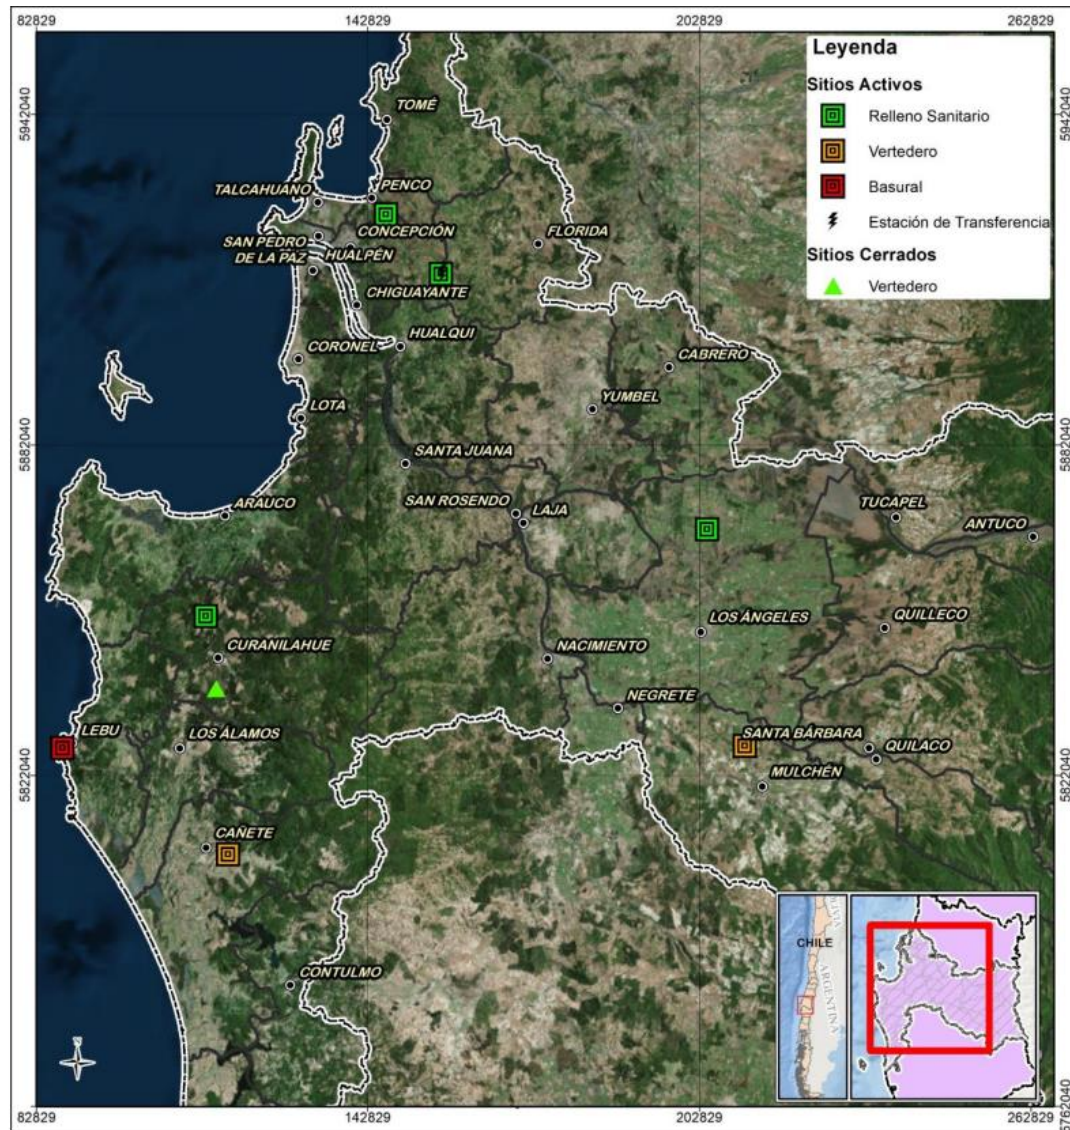 82829 142829 202829 262829
Leyenda
Sitios Activos
Relleno Sanitario
Vertedero
Basural
Estación de Transferencia
Sitios Cerrados
Vertedero
5942040
5942040
TOMÉ
PENCO
TALCAHUANO
CONCEPCIÓN
FLORIDA
SAN PEDRO
DE LA PAZ
HUALPÉN
CHIGUAYANTE
HUALQUI
CORONEL
CABRERO
YUMBEL
LOTA
5882040
5882040
SANTA JUANA
SAN ROSENDO
LAJA
ARAUCO
TUCAPEL
ANTUCO
LOS ÁNGELES
QUILLECO
CURANILAHUE
NACIMIENTO
NEGRETE
LEBU
LOS ÁLAMOS
SANTA BÁRBARA
QUILACO
MULCHÉN
5822040
5822040
CAÑETE
CONTULMO
CHILE
BOLIVIA
ARGENTINA
N
5762040
82829 142829 202829 262829